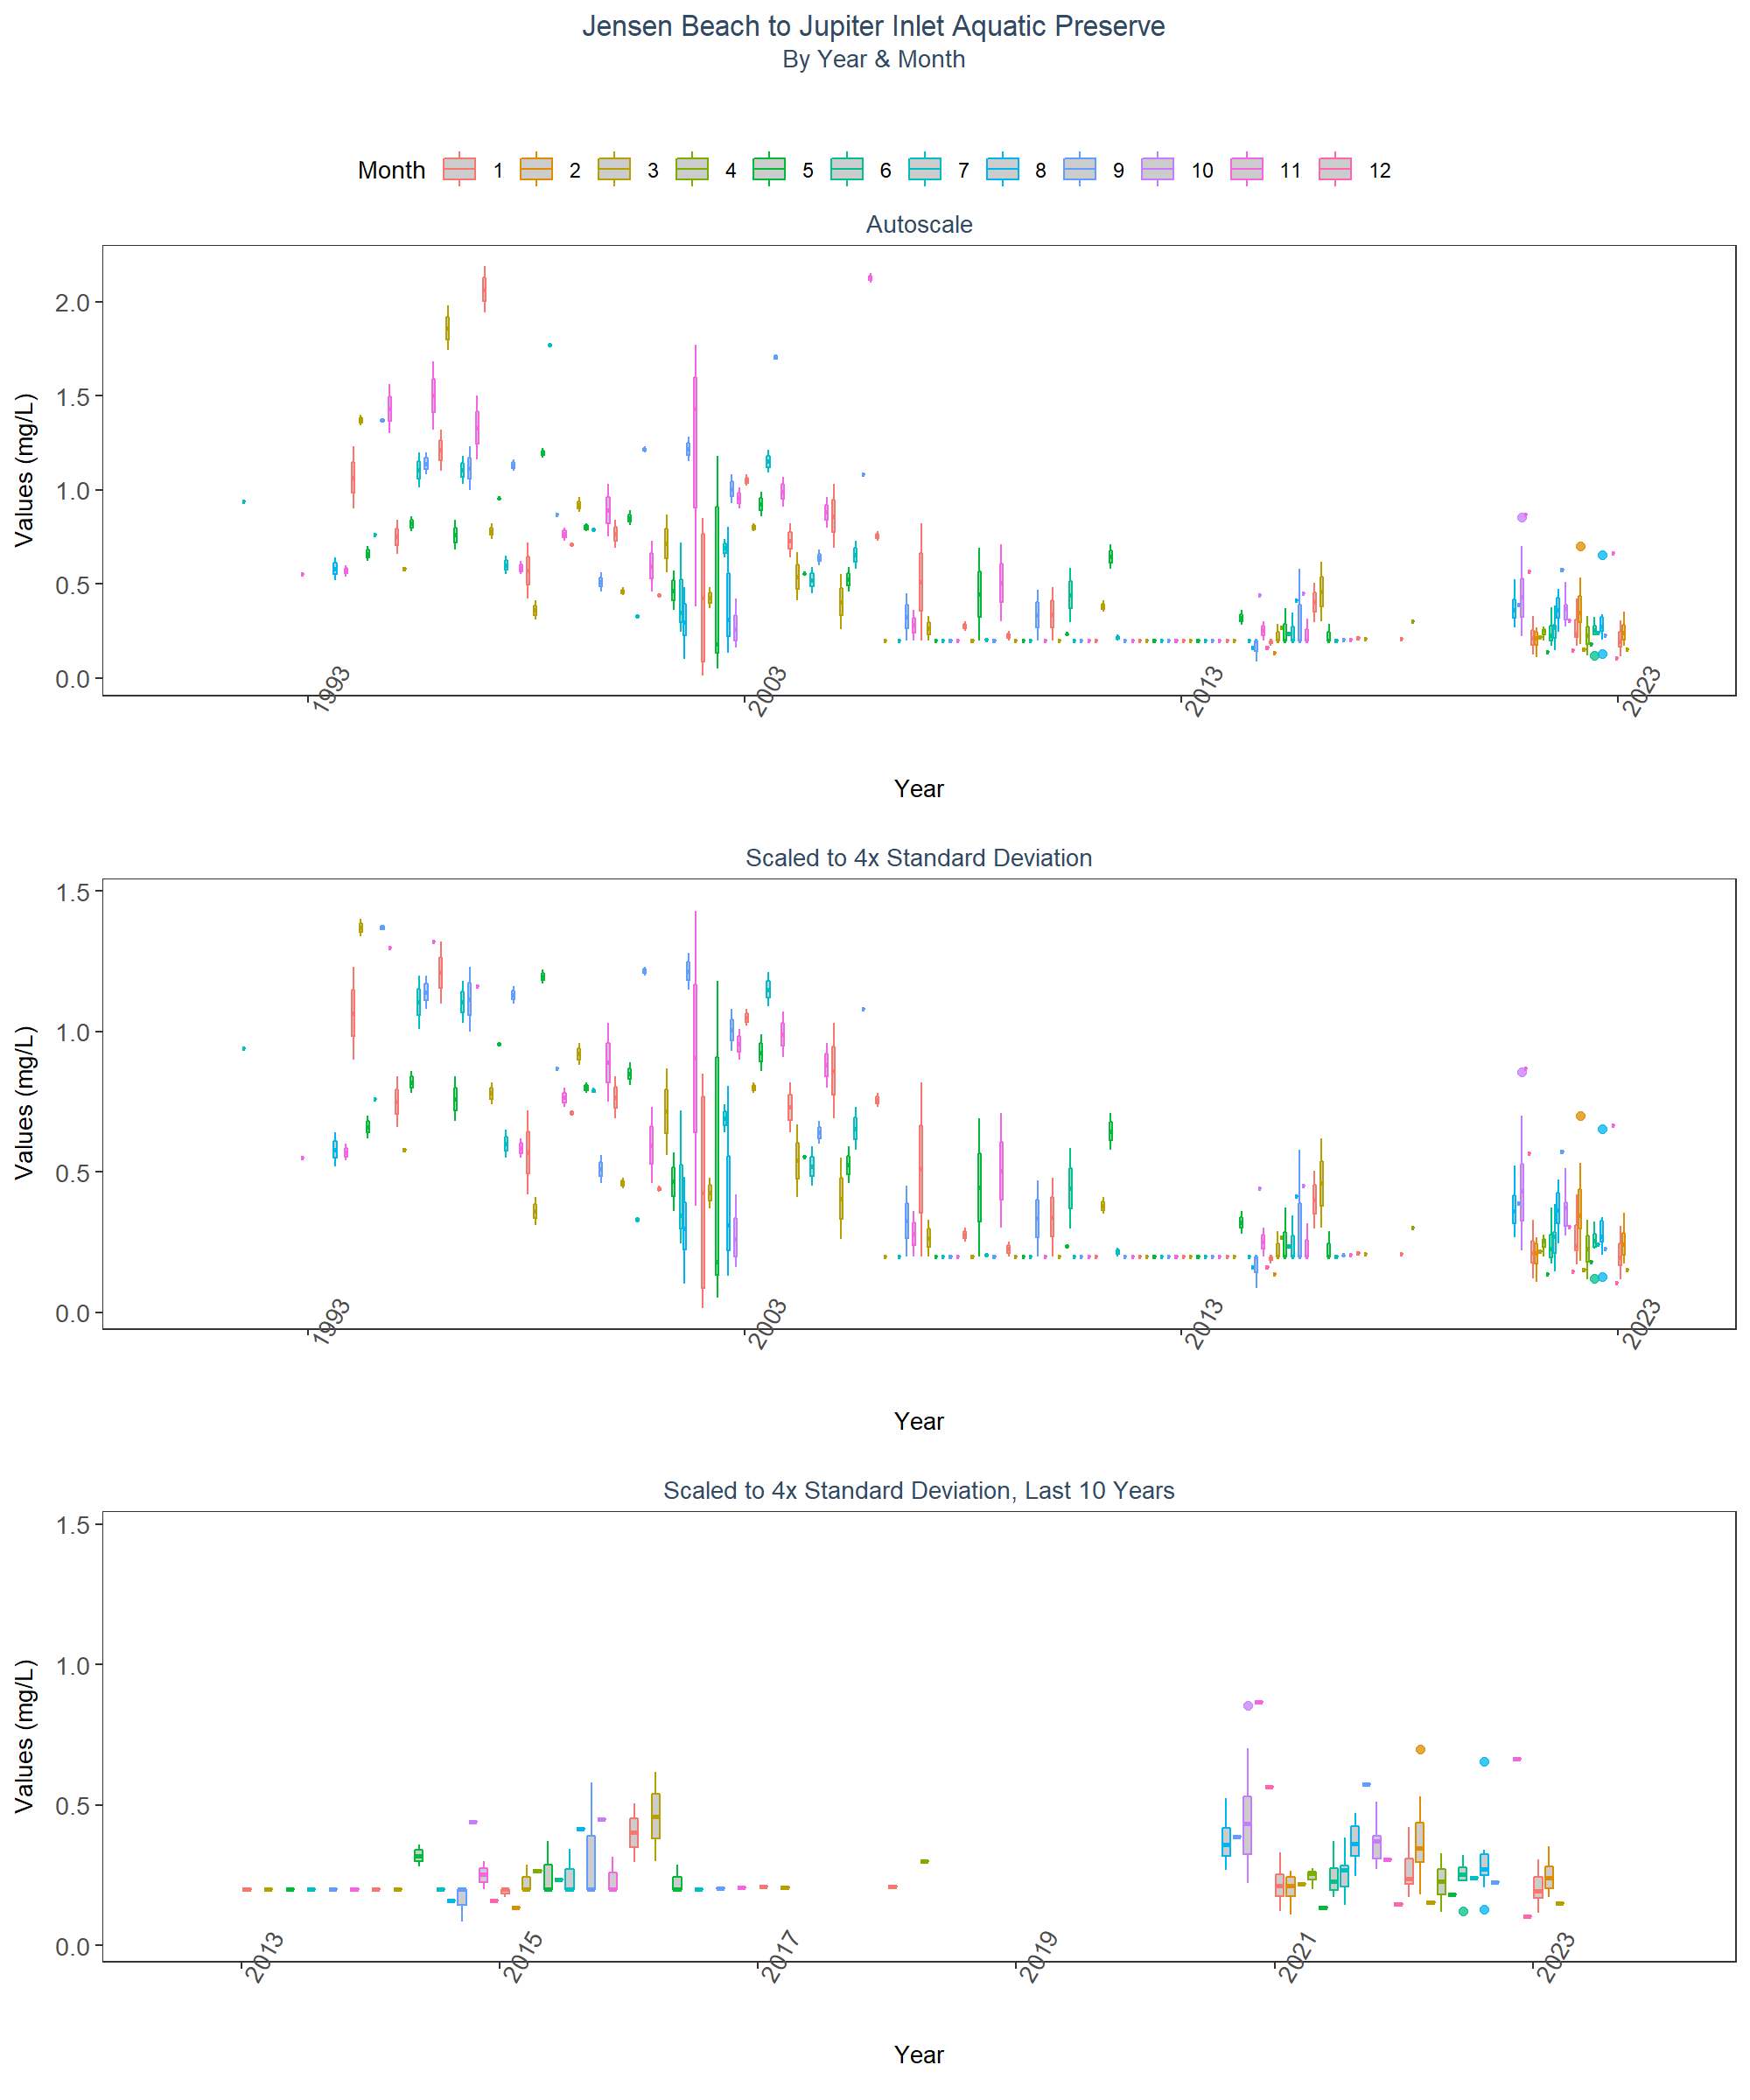 Jensen Beach to Jupiter Inlet Aquatic Preserve
By Year & Month
Month 1 2 3 4 5 6 7 8 9 10 11 12
Autoscale
Values (mg/L)
2.0
1.5
1.0
0.5
0.0
1993 2003 2013 2023
Year
Scaled to 4x Standard Deviation
Values (mg/L)
1.5
1.0
0.5
0.0
1993 2003 2013 2023
Year
Scaled to 4x Standard Deviation, Last 10 Years
Values (mg/L)
1.5
1.0
0.5
0.0
2013 2015 2017 2019 2021 2023
Year